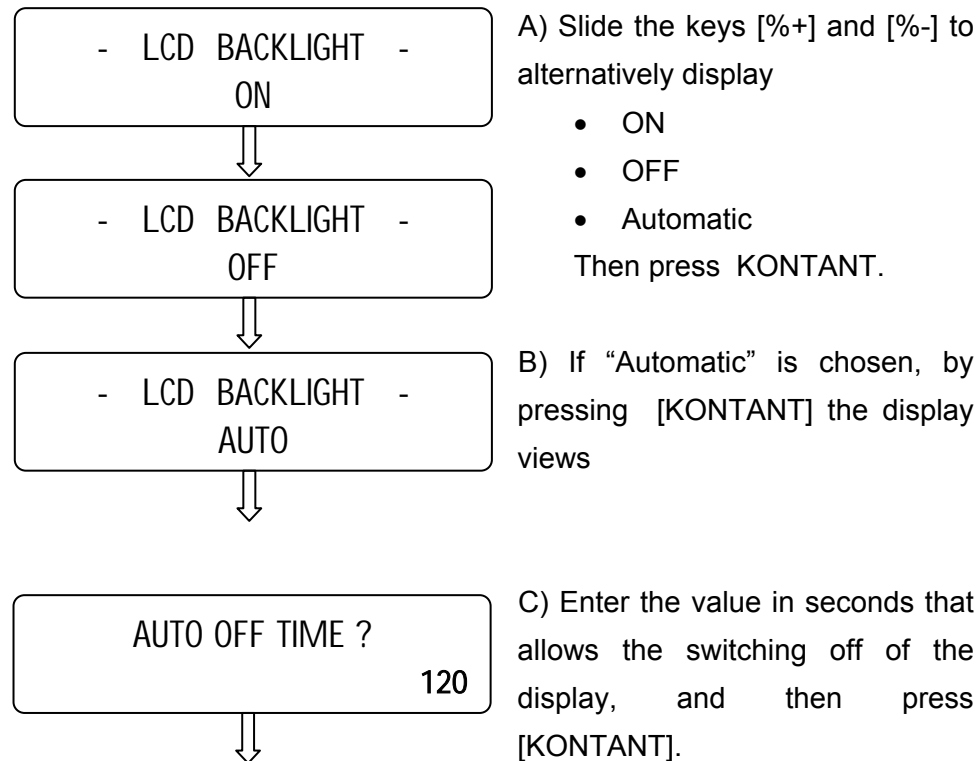 - LCD BACKLIGHT -
ON
A) Slide the keys [%+] and [%-] to
alternatively display
• ON
• OFF
• Automatic
Then press KONTANT.
- LCD BACKLIGHT -
OFF
- LCD BACKLIGHT -
AUTO
B) If “Automatic” is chosen, by
pressing [KONTANT] the display
views
AUTO OFF TIME ?
120
C) Enter the value in seconds that
allows the switching off of the
display, and then press
[KONTANT].